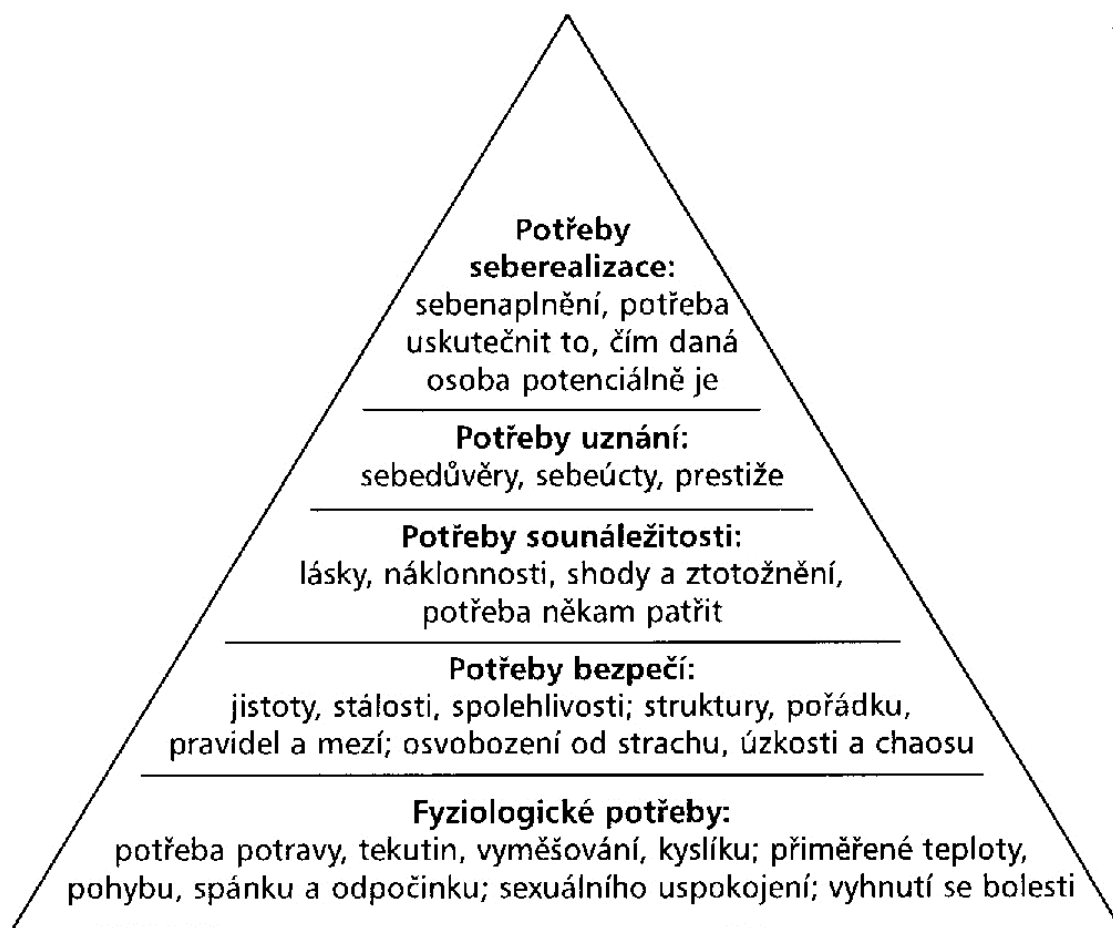 Potřeby
seberealizace:
sebenaplnění, potřeba
uskutečnit to, čím daná
osoba potenciálně je
Potřeby uznání:
sebedůvěry, sebeúcty, prestiže
Potřeby sounáležitosti:
lásky, náklonnosti, shody a ztotožnění,
potřeba někam patřit
Potřeby bezpečí:
jistoty, stálosti, spolehlivosti; struktury, pořádku,
pravidel a mezí; osvobození od strachu, úzkosti a chaosu
Fyziologické potřeby:
potřeba potravy, tekutin, vyměšování, kyslíku; přiměřené teploty,
pohybu, spánku a odpočinku; sexuálního uspokojení; vyhnutí se bolesti